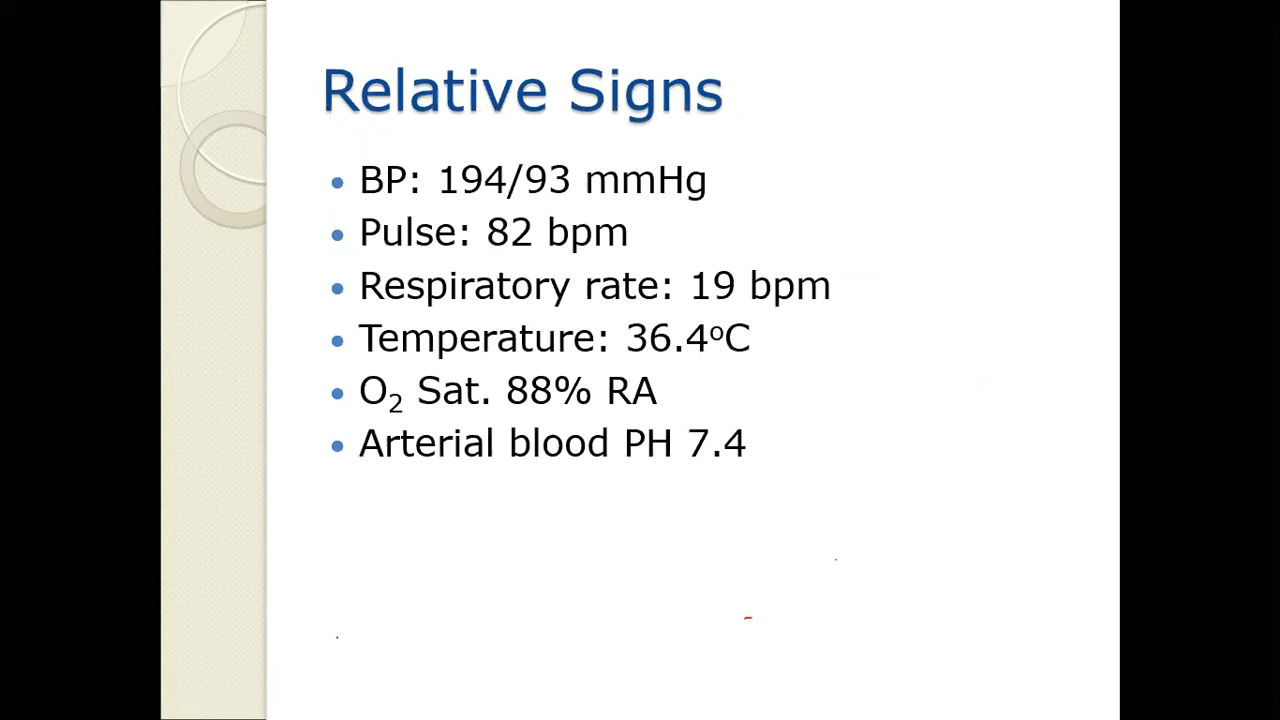 Relative Signs
• BP: 194/93 mmHg
• Pulse: 82 bpm
• Respiratory rate: 19 bpm
• Temperature: 36.4ºC
• O₂ Sat. 88% RA
• Arterial blood PH 7.4